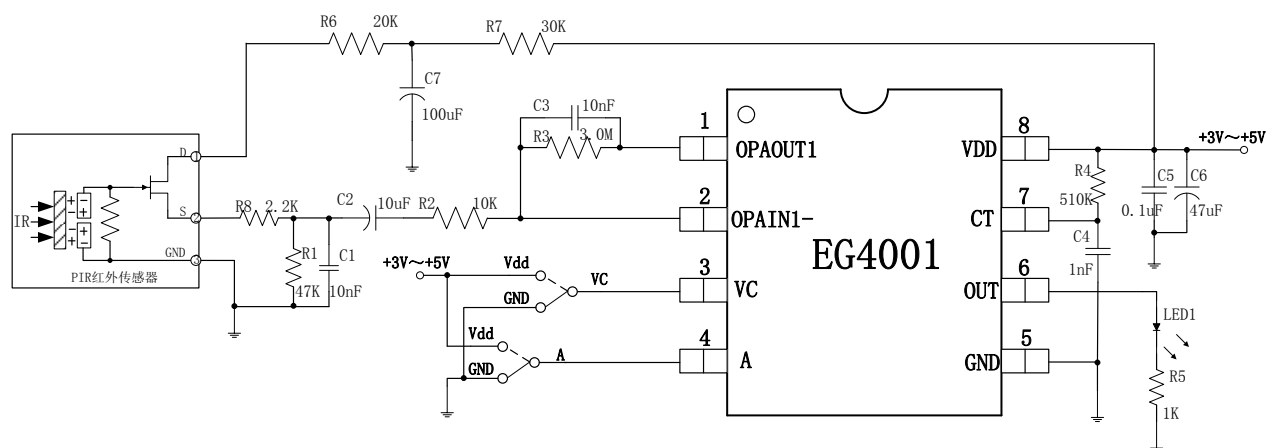 R6 20K
R7 30K
C7
100uF
C3 10nF
R3 3.0M
D 1
S 2
GND 3
IR
PIR红外传感器
R8 2.2K
C2
10uF
R2 10K
R1
47K
C1
10nF
+3V～+5V
Vdd
GND
VC
Vdd
GND
A
1
OPAOUT1
2
OPAIN1-
3
VC
4
A
EG4001
8
VDD
7
CT
6
OUT
5
GND
R4
510K
C4
1nF
C5
0.1uF
C6
47uF
+3V～+5V
LED1
R5
1K